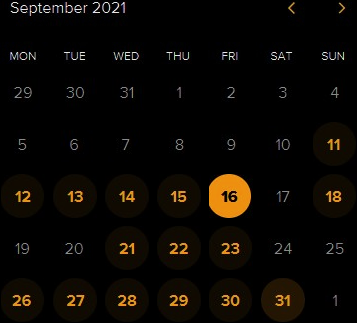 September 2021
MON TUE WED THU FRI SAT SUN
29 30 31 1 2 3 4
5 6 7 8 9 10 11
12 13 14 15 16 17 18
19 20 21 22 23 24 25
26 27 28 29 30 31 1